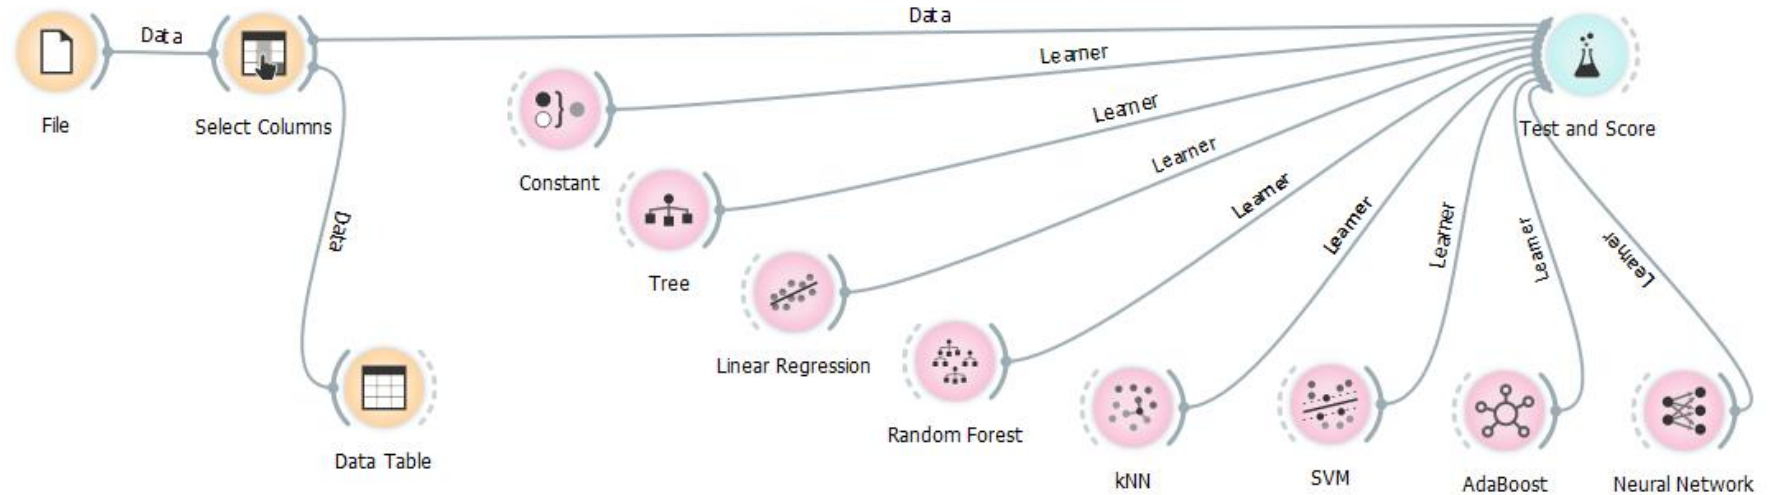 Data
File
Select Columns
Data
Data Table
Data
Learner
Learner
Learner
Learner
Learner
Learner
Learner
Learner
Constant
Tree
Linear Regression
Random Forest
kNN
SVM
AdaBoost
Neural Network
Test and Score